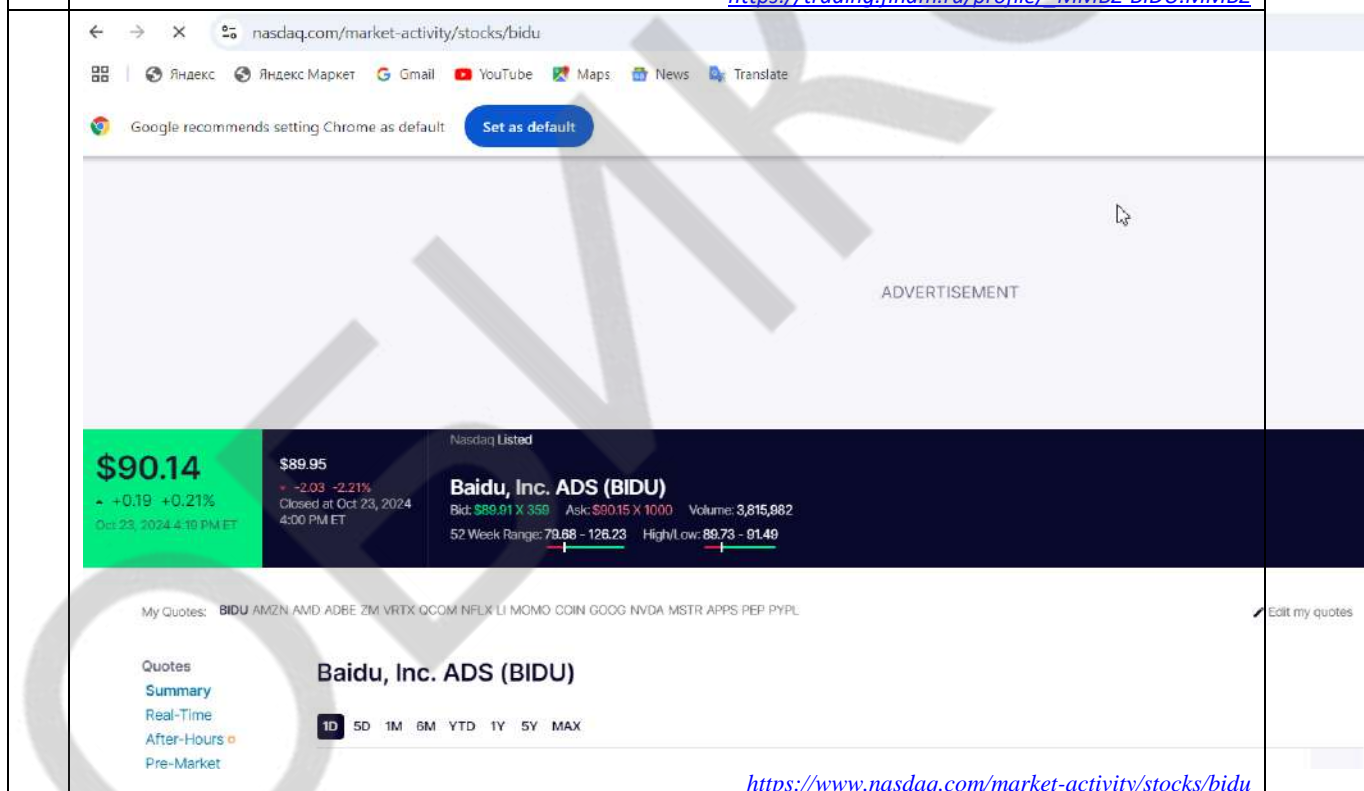 https://trading.finam.ru/profile/_MMBZ-BIDU.MMBZ
nasdaq.com/market-activity/stocks/bidu
Яндекс Яндекс Маркет Gmail YouTube Maps News Translate
Google recommends setting Chrome as default Set as default
ADVERTISEMENT
Nasdaq Listed
$90.14
+0.19 +0.21%
Oct 23, 2024 4:19 PM ET
$89.95
-2.03 -2.21%
Closed at Oct 23, 2024
4:00 PM ET
Baidu, Inc. ADS (BIDU)
Bid: $89.91 X 359 Ask: $90.15 X 1000 Volume: 3,815,982
52 Week Range: 79.68 - 126.23 High/Low: 89.73 - 91.49
My Quotes: BIDU AMZN AMD ADBE ZM VRTX QCOM NFLX LI MOMO COIN GOOG NVDA MSTR APPS PEP PYPL
Edit my quotes
Quotes
Summary
Real-Time
After-Hours
Pre-Market
Baidu, Inc. ADS (BIDU)
1D 5D 1M 6M YTD 1Y 5Y MAX
https://www.nasdaq.com/market-activity/stocks/bidu